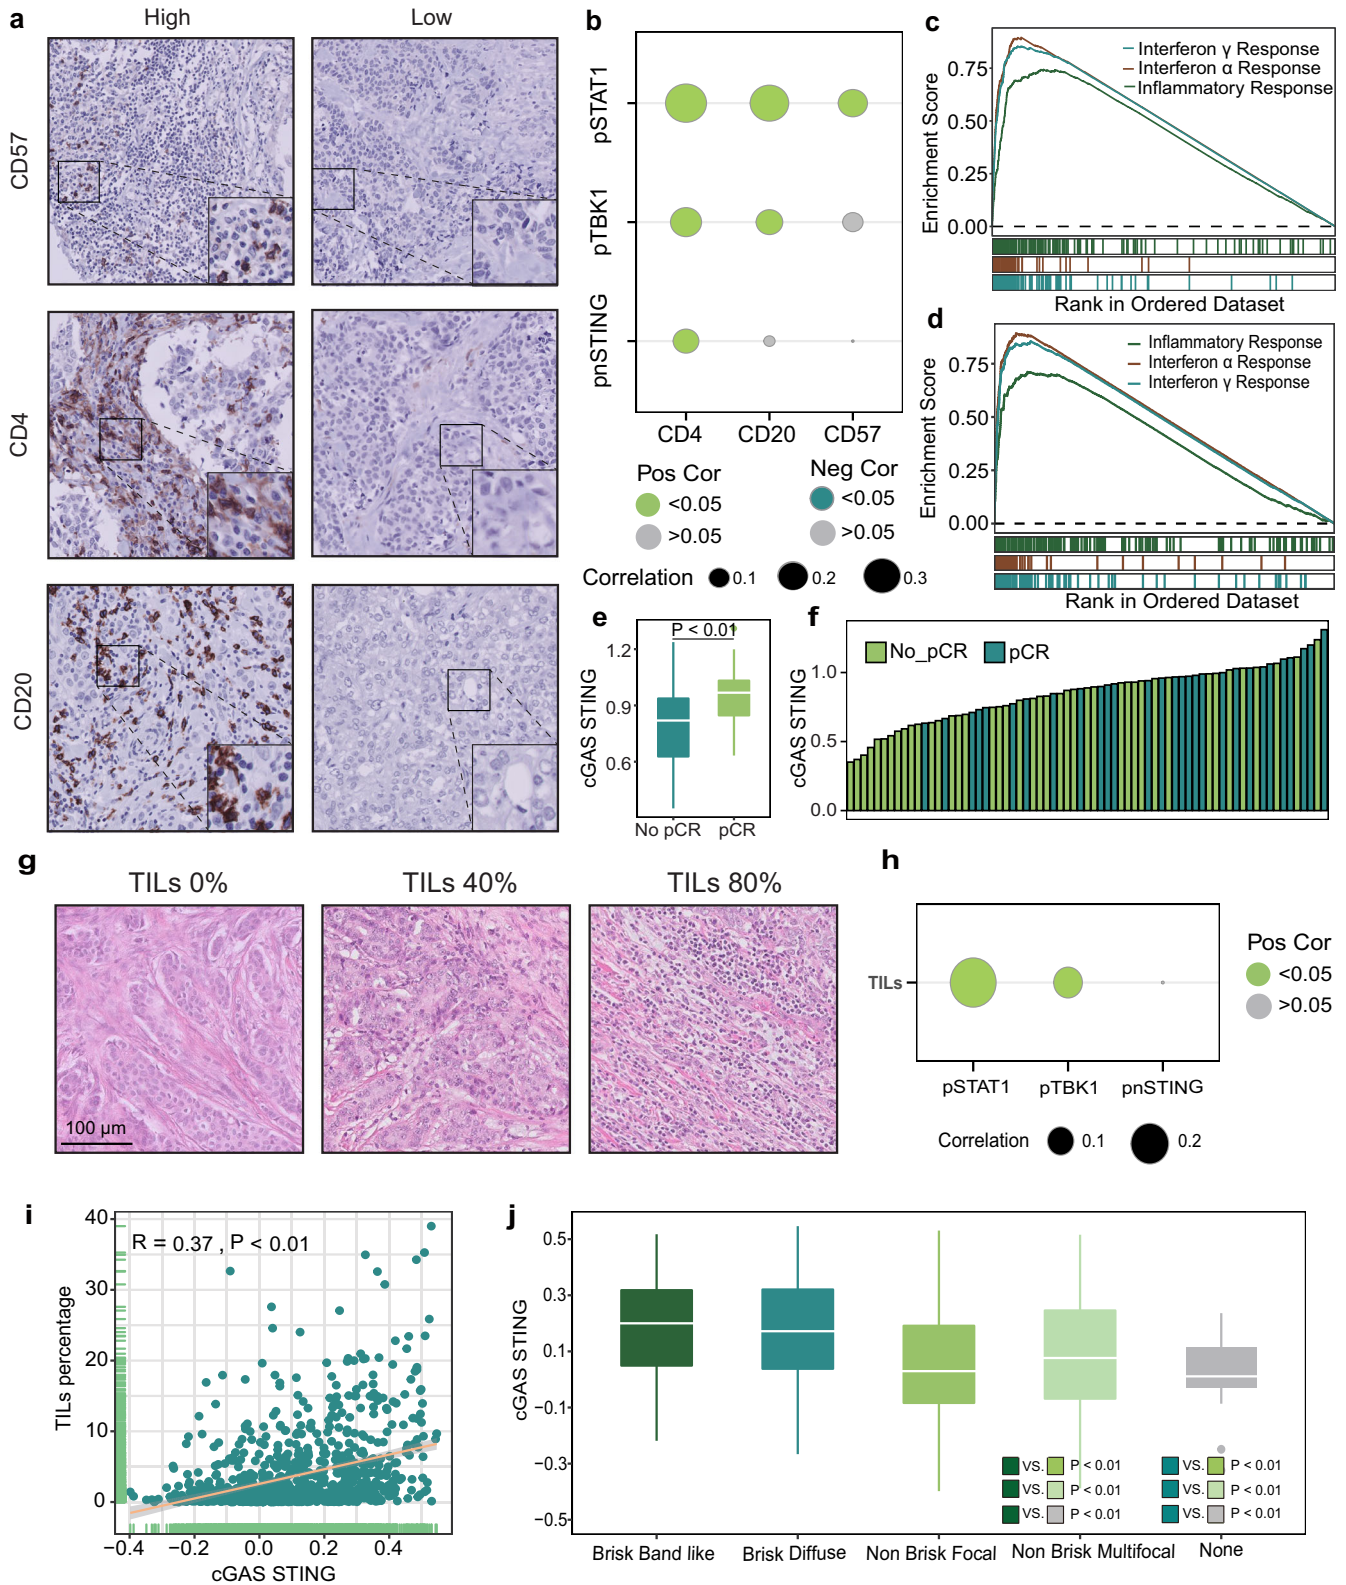 a
High
Low
CD57
CD4
CD20
b
pSTAT1
pTBK1
pnSTING
CD4
CD20
CD57
Pos Cor
<0.05
>0.05
Neg Cor
<0.05
>0.05
Correlation
0.1
0.2
0.3
c
Enrichment Score
0.75
0.50
0.25
0.00
Interferon γ Response
Interferon α Response
Inflammatory Response
Rank in Ordered Dataset
d
Enrichment Score
0.75
0.50
0.25
0.00
Inflammatory Response
Interferon α Response
Interferon γ Response
Rank in Ordered Dataset
e
cGAS STING
1.2
0.9
0.6
P < 0.01
No pCR
pCR
f
cGAS STING
1.0
0.5
0.0
No_pCR
pCR
g
TILs 0%
TILs 40%
TILs 80%
100 µm
h
TILs
pSTAT1
pTBK1
pnSTING
Pos Cor
<0.05
>0.05
Correlation
0.1
0.2
i
TILs percentage
40
30
20
10
0
R = 0.37 , P < 0.01
−0.4
−0.2
0.0
0.2
0.4
cGAS STING
j
cGAS STING
0.5
0.3
0.1
−0.1
−0.3
−0.5
VS. P < 0.01
VS. P < 0.01
VS. P < 0.01
VS. P < 0.01
VS. P < 0.01
VS. P < 0.01
Brisk Band like
Brisk Diffuse
Non Brisk Focal
Non Brisk Multifocal
None